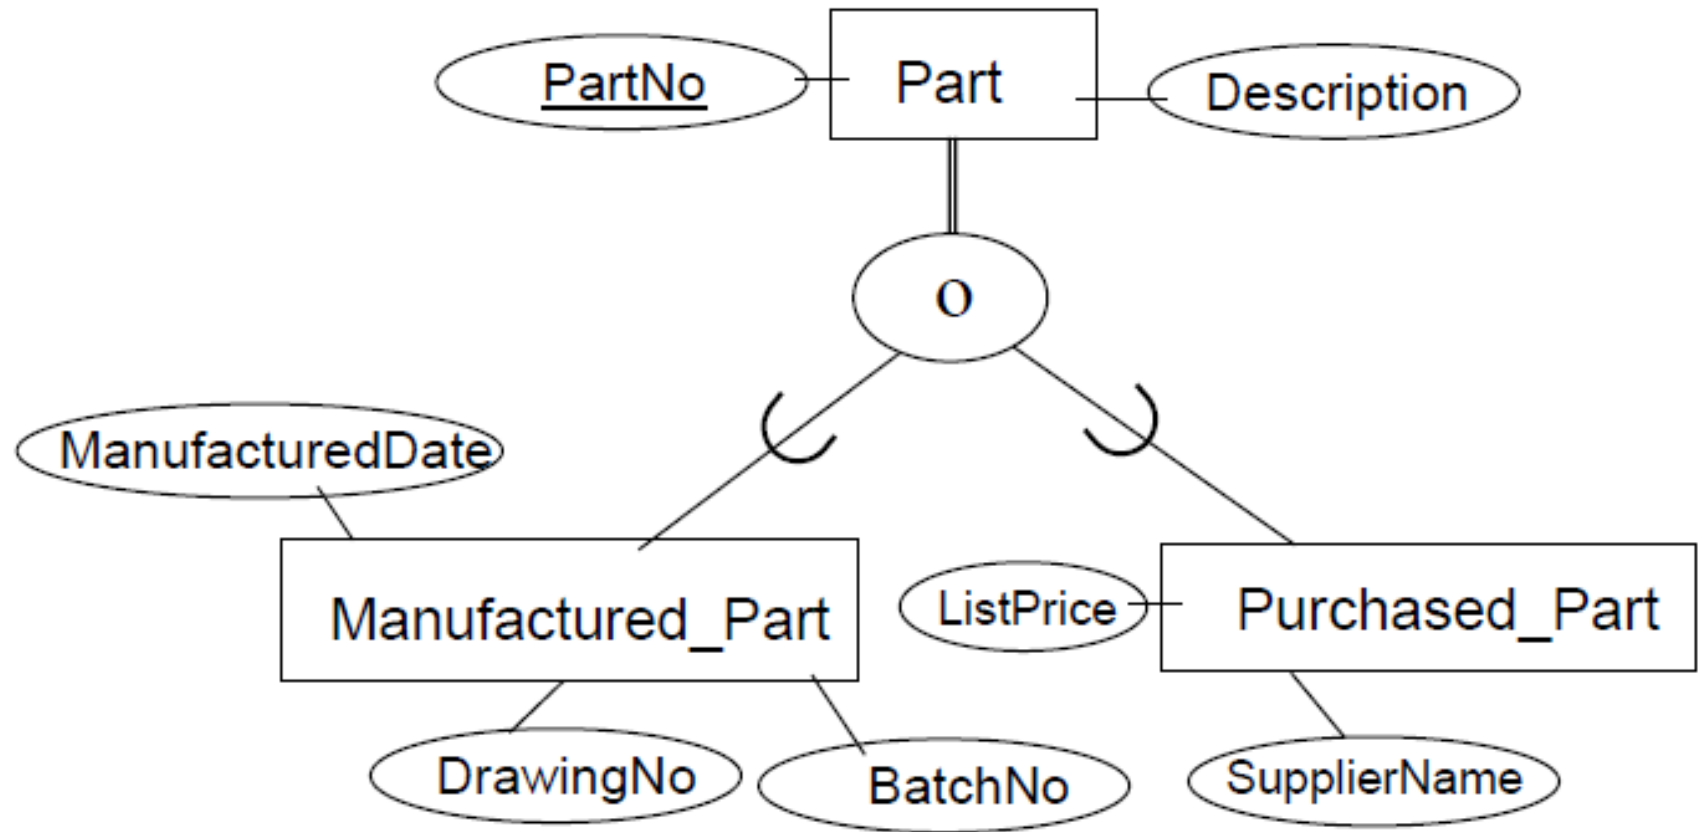 PartNo
Part
Description
o
ManufacturedDate
Manufactured_Part
ListPrice
Purchased_Part
DrawingNo
BatchNo
SupplierName